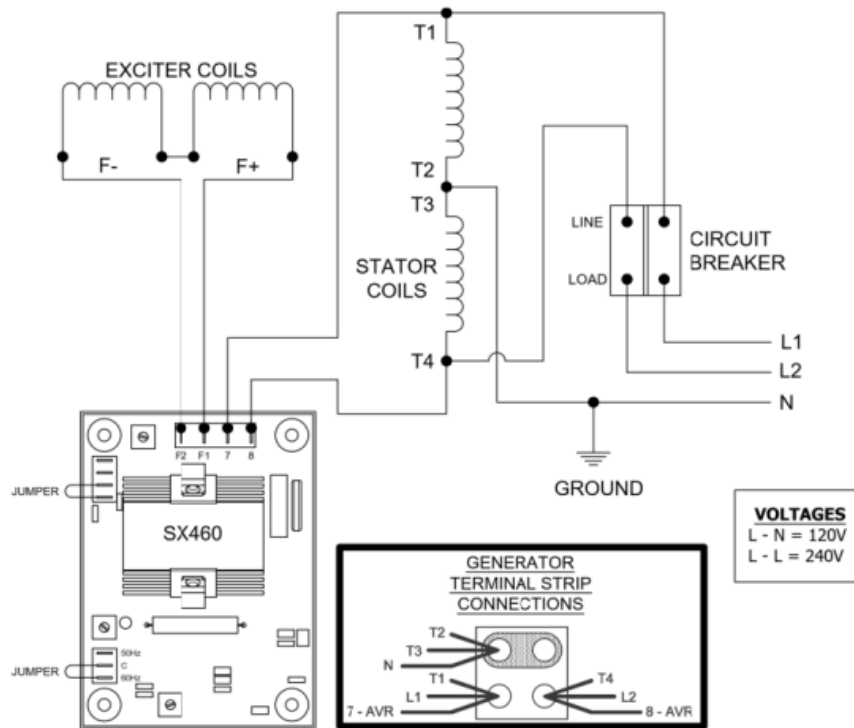 T1
EXCITER COILS
F-
F+
T2
T3
LINE
CIRCUIT
BREAKER
STATOR
COILS
LOAD
T4
L1
L2
N
F2 F1 7 8
GROUND
JUMPER
SX460
VOLTAGES
L - N = 120V
L - L = 240V
GENERATOR
TERMINAL STRIP
CONNECTIONS
T2
T3
N
T1
T4
L1
L2
7 - AVR
8 - AVR
50Hz
JUMPER
C
60Hz